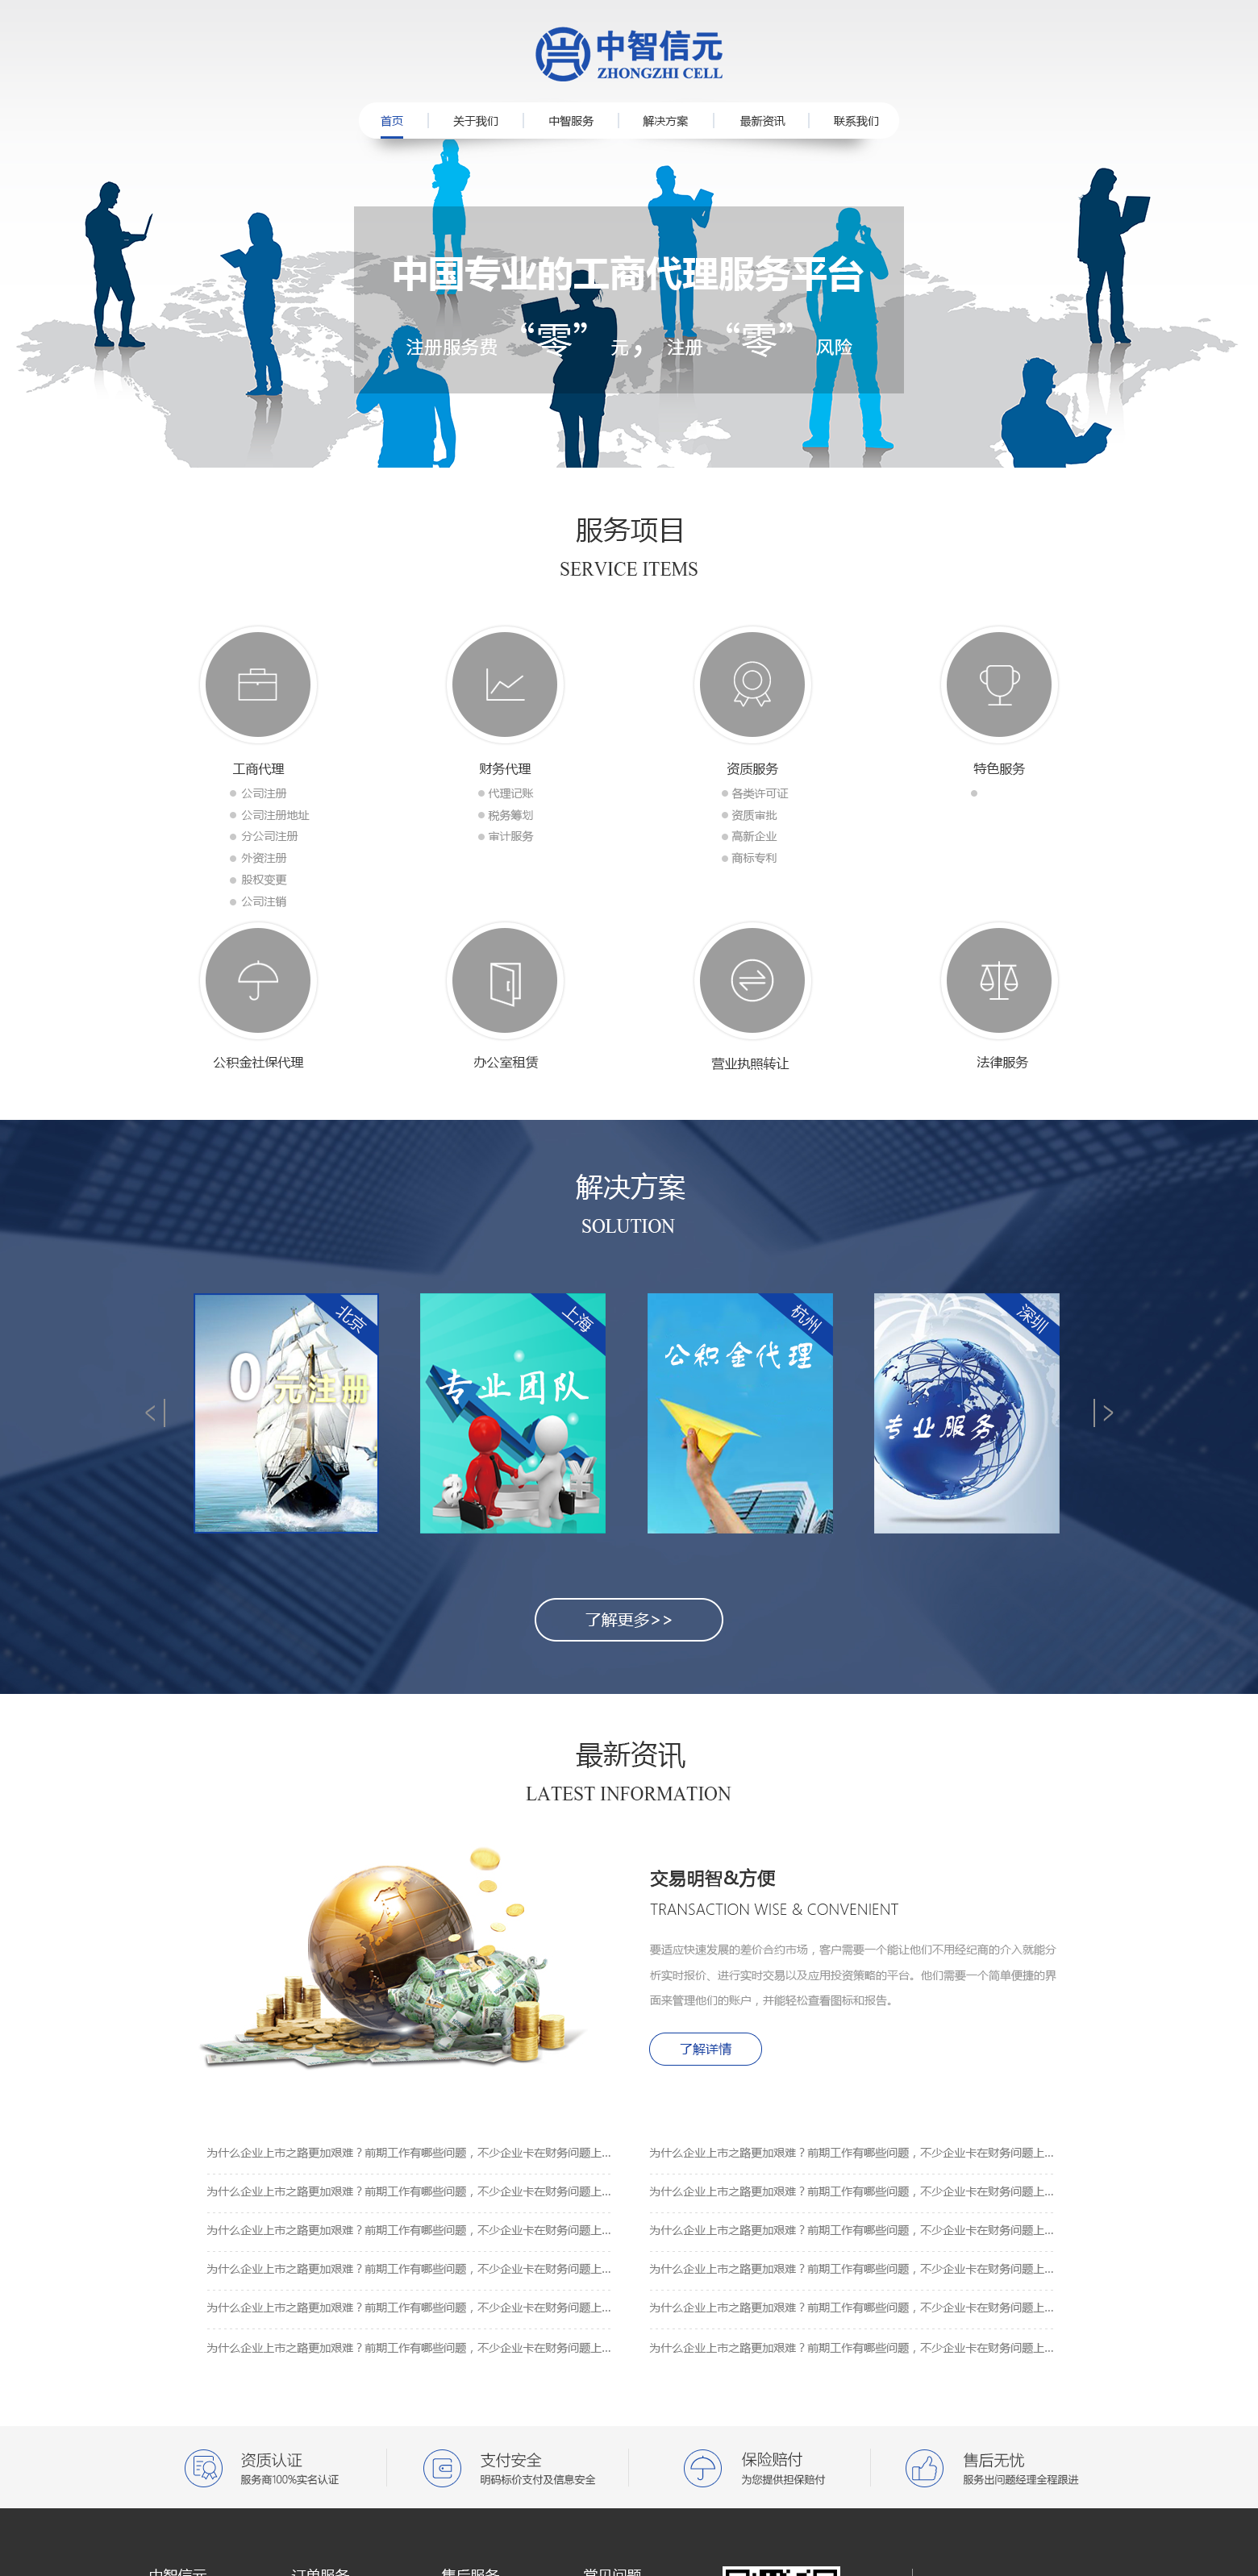 中智信元
ZHONGZHI CELL
首页 关于我们 中智服务 解决方案 最新资讯 联系我们
中国专业的工商代理服务平台
注册服务费 “零” 元， 注册 “零” 风险
服务项目
SERVICE ITEMS
工商代理
公司注册
公司注册地址
分公司注册
外资注册
股权变更
公司注销
财务代理
代理记账
税务筹划
审计服务
资质服务
各类许可证
资质审批
高新企业
商标专利
特色服务
公积金社保代理
办公室租赁
营业执照转让
法律服务
解决方案
SOLUTION
北京
0元注册
上海
专业团队
杭州
公积金代理
深圳
专业服务
了解更多>>
最新资讯
LATEST INFORMATION
交易明智&方便
TRANSACTION WISE & CONVENIENT
要适应快速发展的差价合约市场，客户需要一个能让他们不用经纪商的介入就能分
析实时报价、进行实时交易以及应用投资策略的平台。他们需要一个简单便捷的界
面来管理他们的账户，并能轻松查看图标和报告。
了解详情
为什么企业上市之路更加艰难？前期工作有哪些问题，不少企业卡在财务问题上...
为什么企业上市之路更加艰难？前期工作有哪些问题，不少企业卡在财务问题上...
为什么企业上市之路更加艰难？前期工作有哪些问题，不少企业卡在财务问题上...
为什么企业上市之路更加艰难？前期工作有哪些问题，不少企业卡在财务问题上...
为什么企业上市之路更加艰难？前期工作有哪些问题，不少企业卡在财务问题上...
为什么企业上市之路更加艰难？前期工作有哪些问题，不少企业卡在财务问题上...
为什么企业上市之路更加艰难？前期工作有哪些问题，不少企业卡在财务问题上...
为什么企业上市之路更加艰难？前期工作有哪些问题，不少企业卡在财务问题上...
为什么企业上市之路更加艰难？前期工作有哪些问题，不少企业卡在财务问题上...
为什么企业上市之路更加艰难？前期工作有哪些问题，不少企业卡在财务问题上...
为什么企业上市之路更加艰难？前期工作有哪些问题，不少企业卡在财务问题上...
为什么企业上市之路更加艰难？前期工作有哪些问题，不少企业卡在财务问题上...
资质认证
服务商100%实名认证
支付安全
明码标价支付及信息安全
保险赔付
为您提供担保赔付
售后无忧
服务出问题经理全程跟进
中智信元 订单服务 售后服务 常见问题